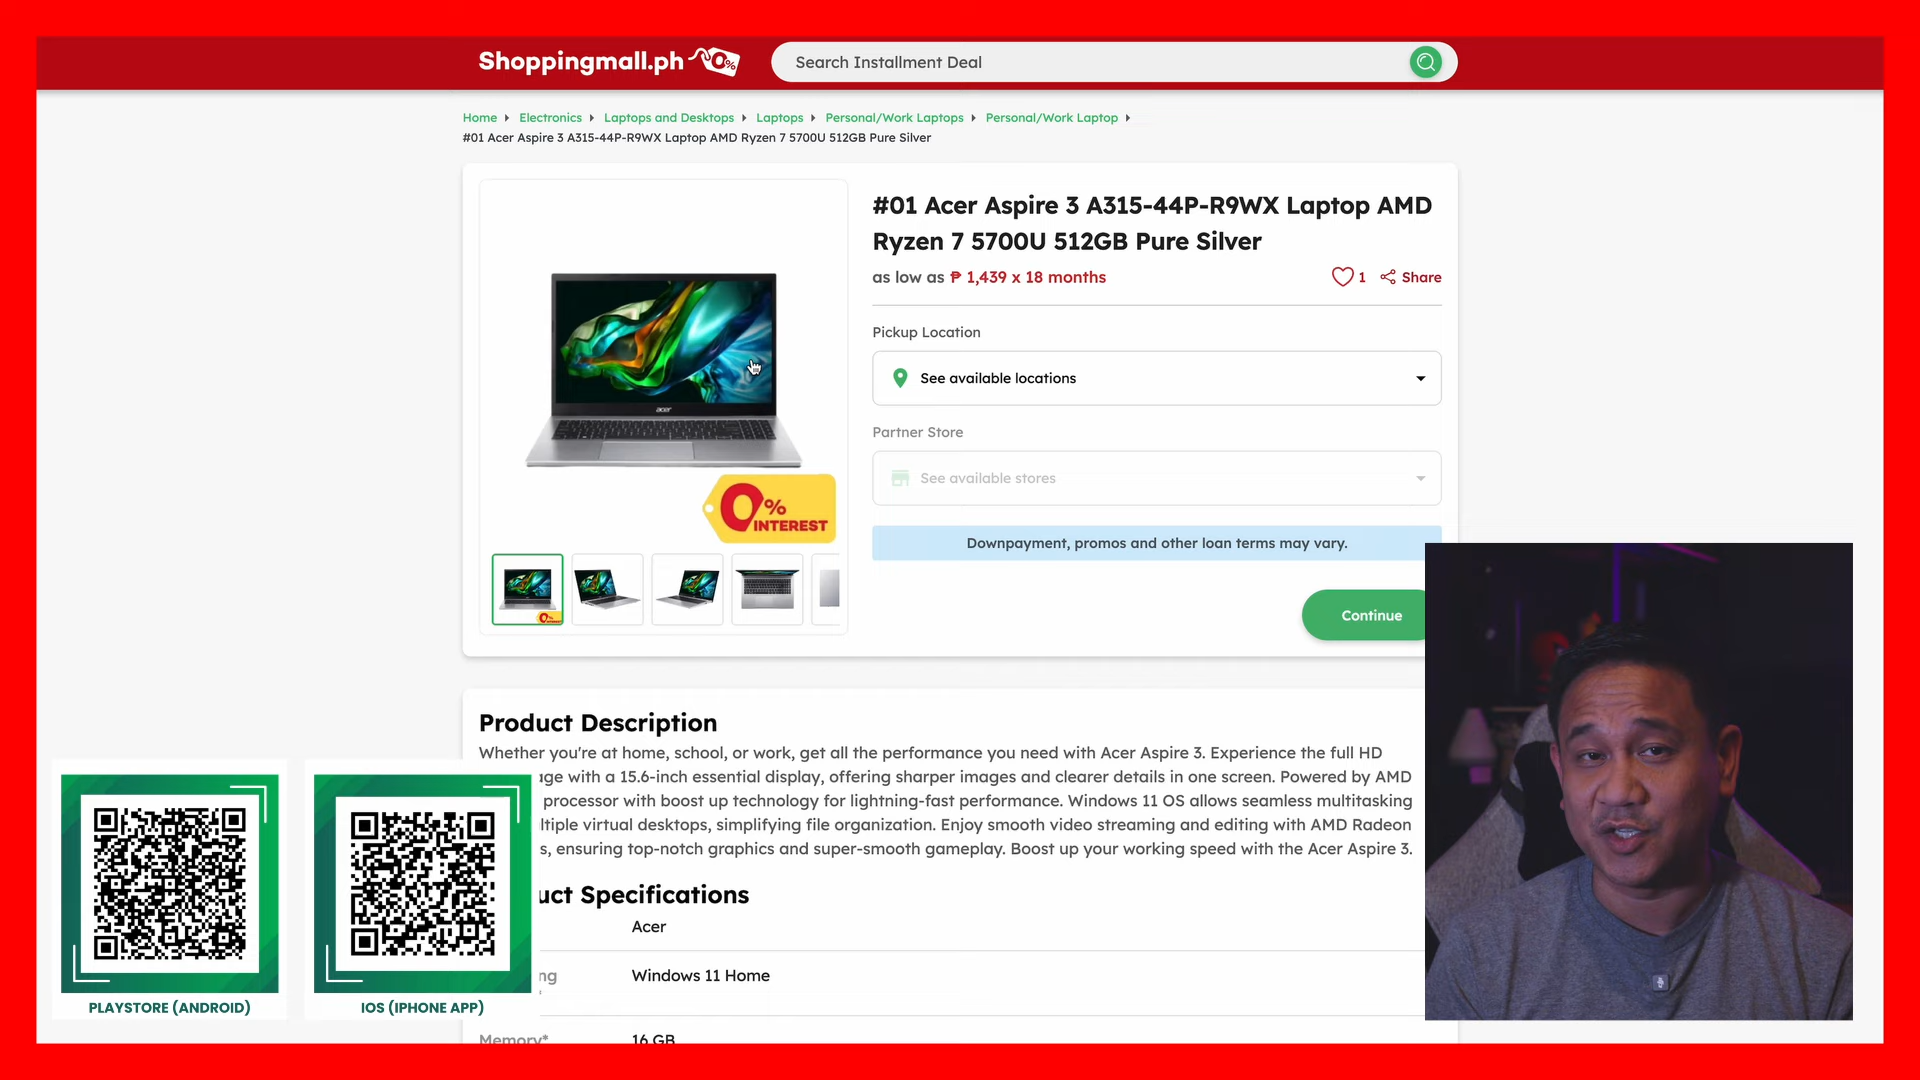 Shoppingmall.ph 0%
Search Installment Deal
Home Electronics Laptops and Desktops Laptops Personal/Work Laptops Personal/Work Laptop
#01 Acer Aspire 3 A315-44P-R9WX Laptop AMD Ryzen 7 5700U 512GB Pure Silver
#01 Acer Aspire 3 A315-44P-R9WX Laptop AMD
Ryzen 7 5700U 512GB Pure Silver
as low as ₱ 1,439 x 18 months
1 Share
Pickup Location
See available locations
Partner Store
See available stores
Downpayment, promos and other loan terms may vary.
Continue
acer
0%
INTEREST
Product Description
Whether you're at home, school, or work, get all the performance you need with Acer Aspire 3. Experience the full HD
age with a 15.6-inch essential display, offering sharper images and clearer details in one screen. Powered by AMD
processor with boost up technology for lightning-fast performance. Windows 11 OS allows seamless multitasking
ltiple virtual desktops, simplifying file organization. Enjoy smooth video streaming and editing with AMD Radeon
s, ensuring top-notch graphics and super-smooth gameplay. Boost up your working speed with the Acer Aspire 3.
uct Specifications
Acer
ng Windows 11 Home
Memory* 16 GB
PLAYSTORE (ANDROID)
IOS (IPHONE APP)